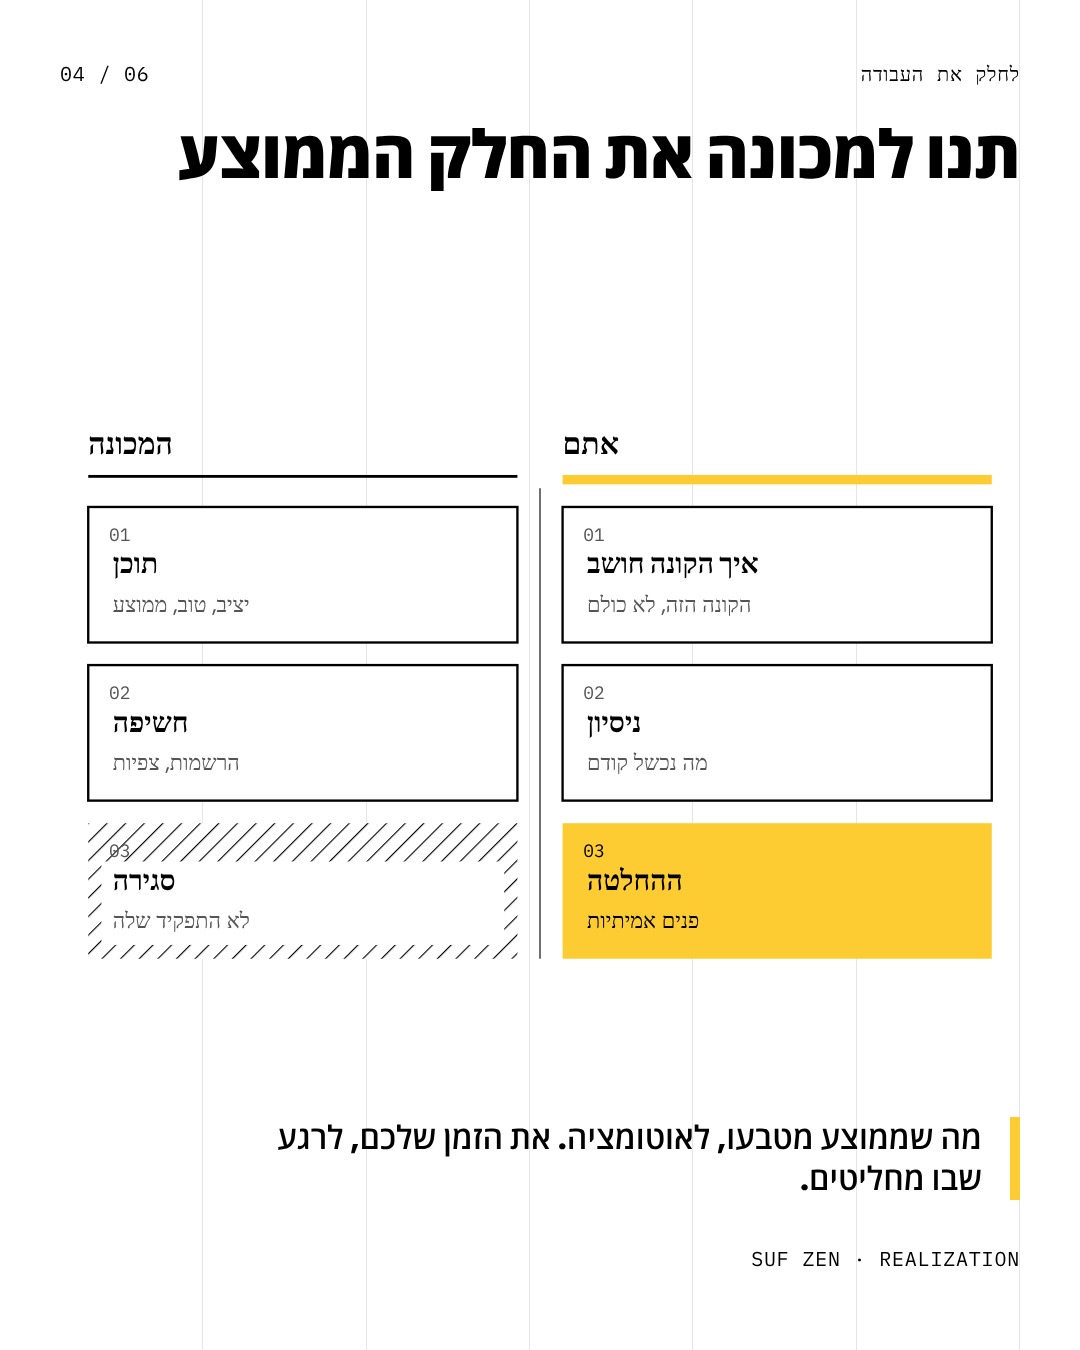 לחלק את העבודה
04 / 06
תנו למכונה את החלק הממוצע
אתם
01
איך הקונה חושב
הקונה הזה, לא כולם
02
ניסיון
מה נכשל קודם
03
ההחלטה
פנים אמיתיות
המכונה
01
תוכן
יציב, טוב, ממוצע
02
חשיפה
הרשמות, צפיות
03
סגירה
לא התפקיד שלה
מה שממוצע מטבעו, לאוטומציה. את הזמן שלכם, לרגע
שבו מחליטים.
SUF ZEN · REALIZATION